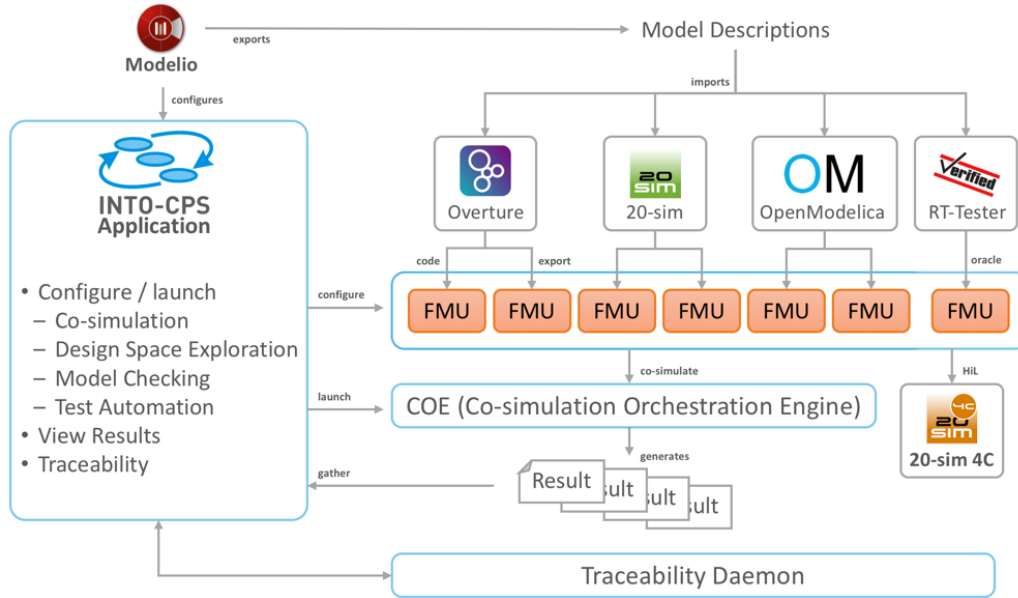 exports
Model Descriptions
Modelio
imports
configures
INTO-CPS
Application
20
SIM
OM
Verified
Overture
20-sim
OpenModelica
RT-Tester
code
export
oracle
• Configure / launch
– Co-simulation
– Design Space Exploration
– Model Checking
– Test Automation
• View Results
• Traceability
configure
FMU
FMU
FMU
FMU
FMU
FMU
FMU
co-simulate
HiL
launch
COE (Co-simulation Orchestration Engine)
4C
20
SIM
20-sim 4C
generates
gather
Result
sult
sult
sult
Traceability Daemon